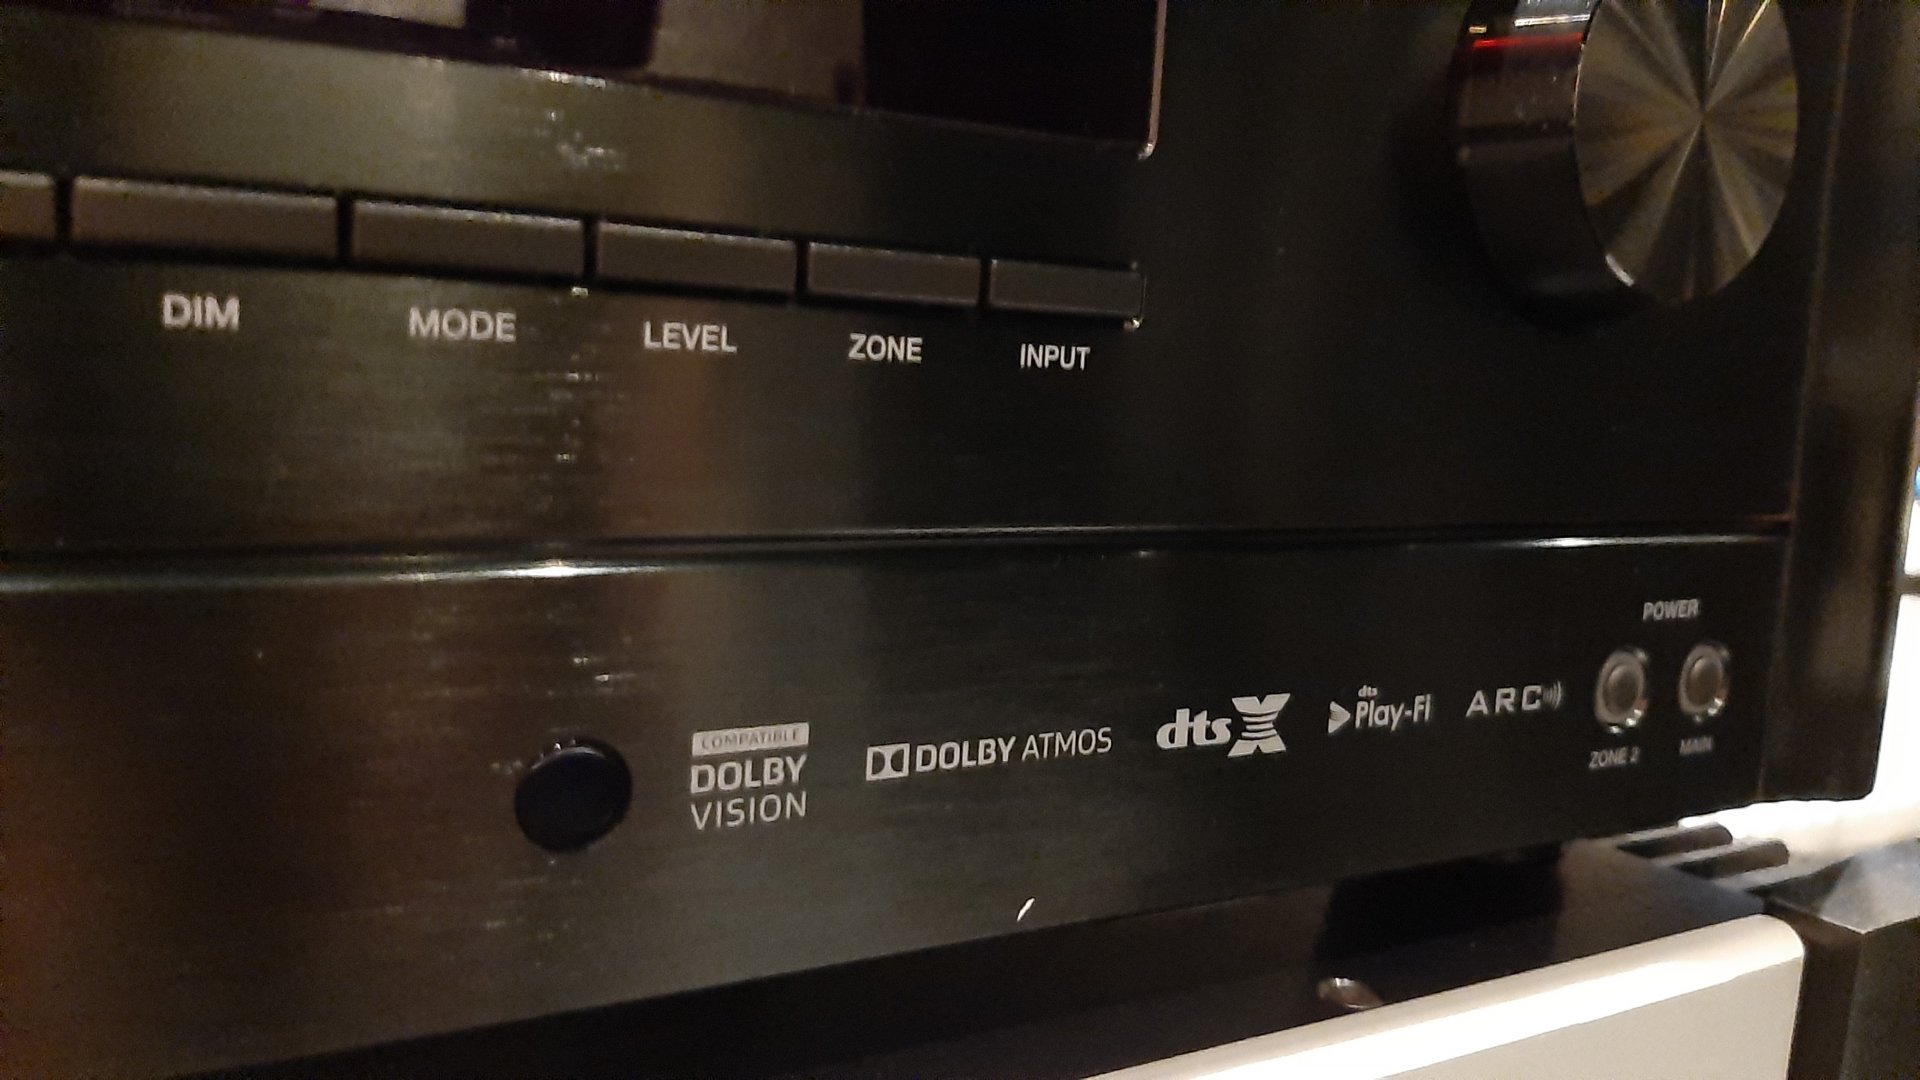 DIM
MODE
LEVEL
ZONE
INPUT
COMPATIBLE
DOLBY
VISION
DOLBY ATMOS
dts X
dts
Play-Fi
ARC
POWER
ZONE 2
MAIN